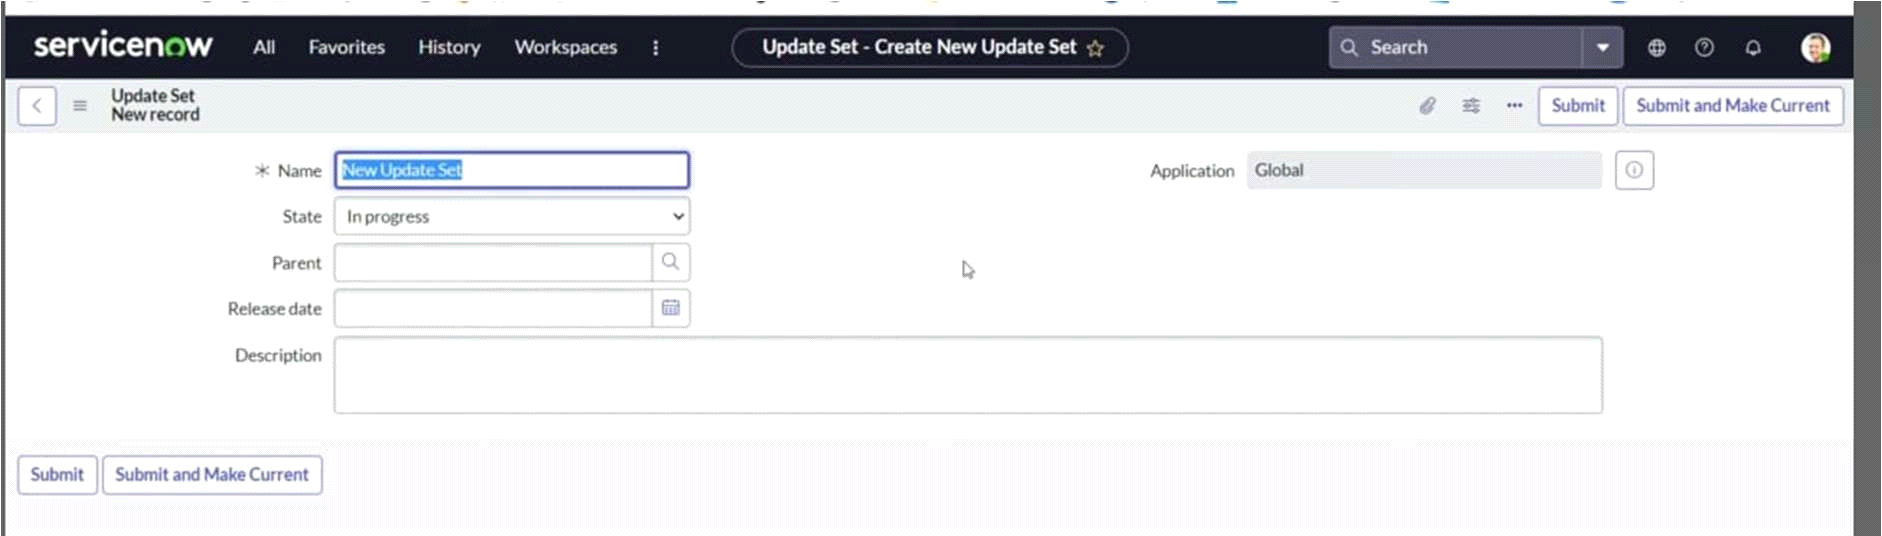 servicenow All Favorites History Workspaces Update Set - Create New Update Set Search
Update Set
New record
Submit Submit and Make Current
* Name New Update Set Application Global
State In progress
Parent
Release date
Description
Submit Submit and Make Current